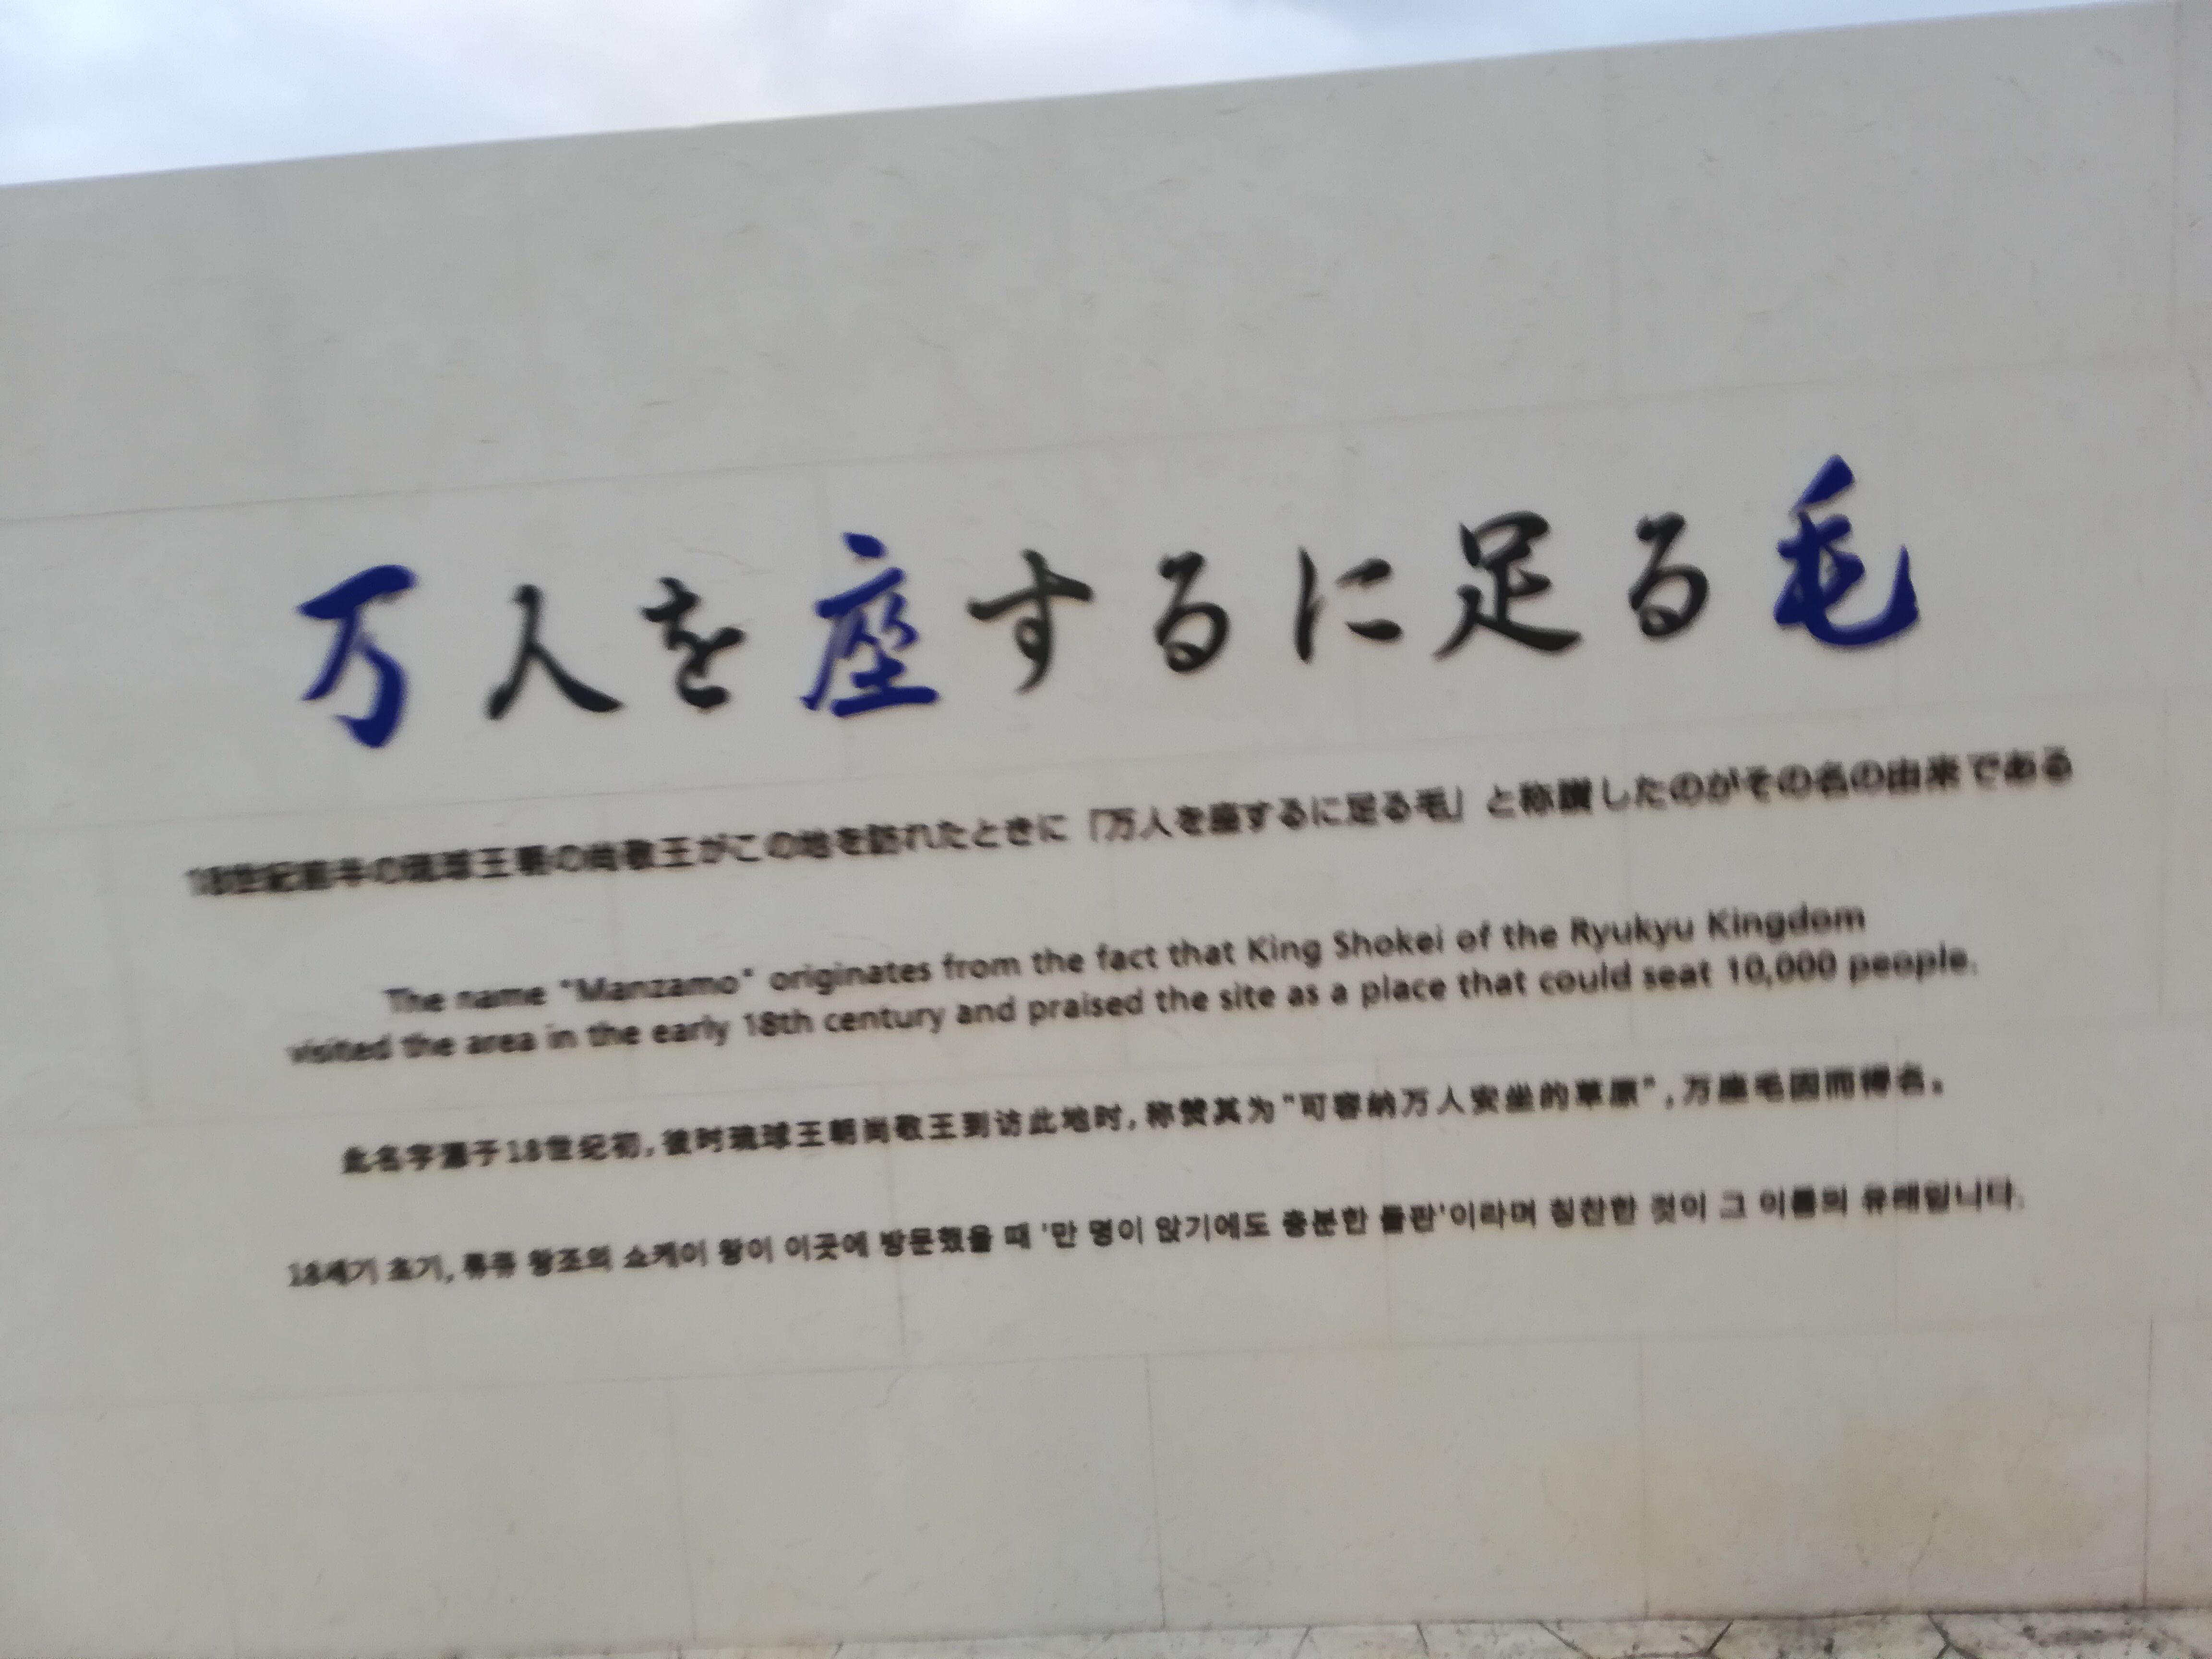 万人を座するに足る毛
18世紀前半の琉球王朝の尚敬王がこの地を訪れたときに「万人を座するに足る毛」と称讃したのがその名の由来である
The name "Manzamo" originates from the fact that King Shokei of the Ryukyu Kingdom
visited the area in the early 18th century and praised the site as a place that could seat 10,000 people.
此名字源于18世纪初,彼时琉球王朝尚敬王到访此地时,称赞其为"可容纳万人安坐的草原",万座毛因而得名。
18세기 초기, 류큐 왕조의 쇼케이 왕이 이곳에 방문했을 때 '만 명이 앉기에도 충분한 들판'이라며 칭찬한 것이 그 이름의 유래입니다.